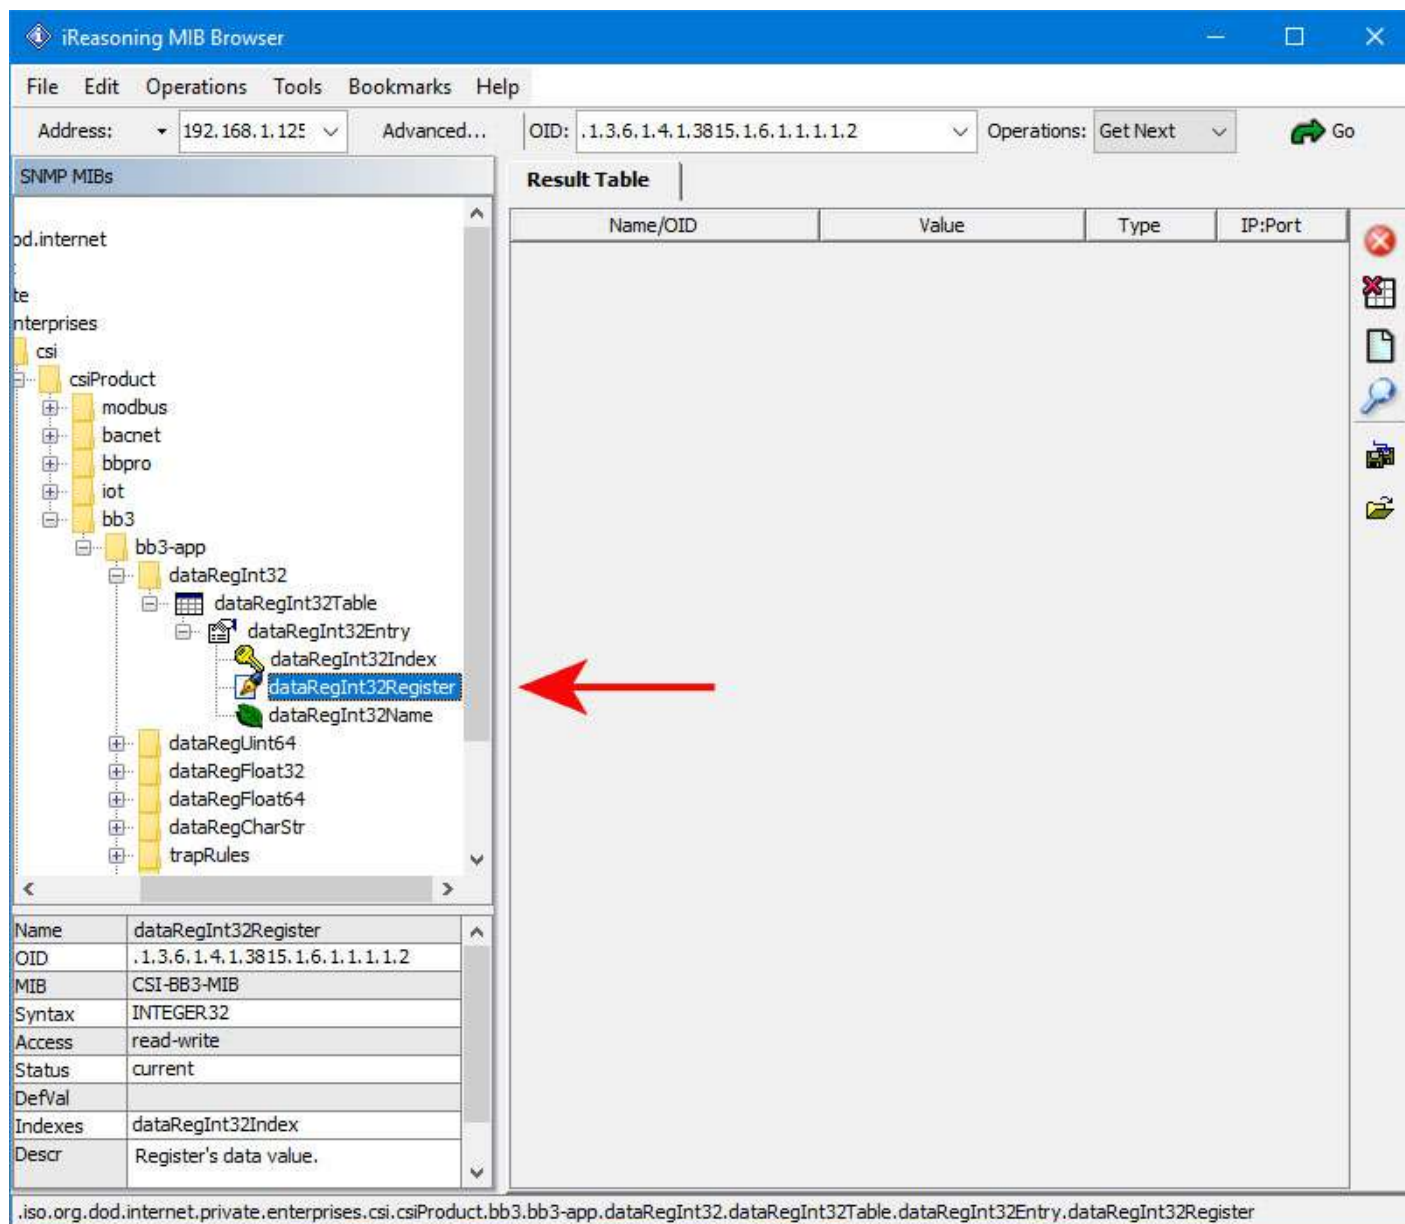 iReasoning MIB Browser
File Edit Operations Tools Bookmarks Help
Address: 192.168.1.125 Advanced... OID: .1.3.6.1.4.1.3815.1.6.1.1.1.1.2 Operations: Get Next Go
SNMP MIBs
Result Table
Name/OID Value Type IP:Port
od.internet
te
nterprises
csi
csiProduct
modbus
bacnet
bbpro
iot
bb3
bb3-app
dataRegInt32
dataRegInt32Table
dataRegInt32Entry
dataRegInt32Index
dataRegInt32Register
dataRegInt32Name
dataRegUint64
dataRegFloat32
dataRegFloat64
dataRegCharStr
trapRules
Name dataRegInt32Register
OID .1.3.6.1.4.1.3815.1.6.1.1.1.1.2
MIB CSI-BB3-MIB
Syntax INTEGER32
Access read-write
Status current
DefVal
Indexes dataRegInt32Index
Descr Register's data value.
.iso.org.dod.internet.private.enterprises.csi.csiProduct.bb3.bb3-app.dataRegInt32.dataRegInt32Table.dataRegInt32Entry.dataRegInt32Register